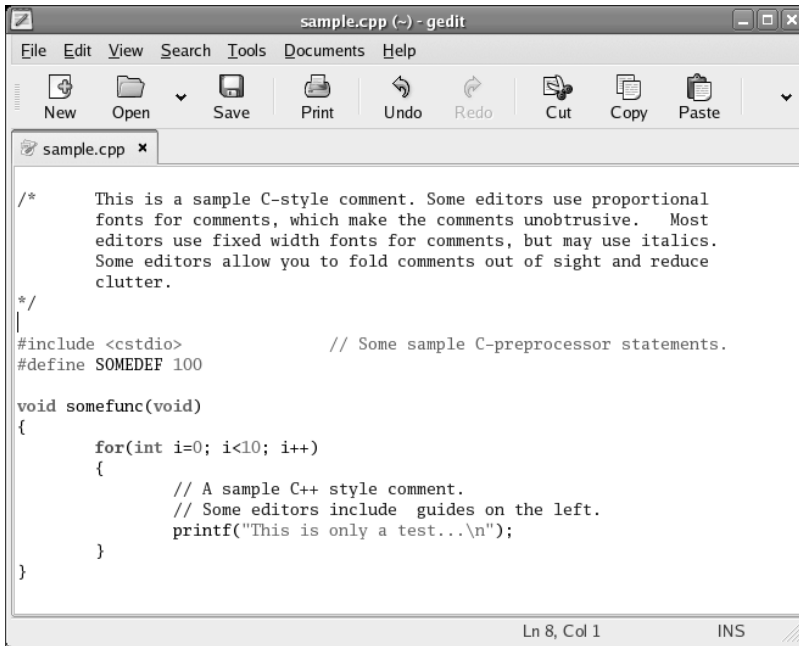 sample.cpp (~) - gedit
File Edit View Search Tools Documents Help
New Open Save Print Undo Redo Cut Copy Paste
sample.cpp ×
/* This is a sample C-style comment. Some editors use proportional
fonts for comments, which make the comments unobtrusive. Most
editors use fixed width fonts for comments, but may use italics.
Some editors allow you to fold comments out of sight and reduce
clutter.
*/
#include <cstdio> // Some sample C-preprocessor statements.
#define SOMEDEF 100
void somefunc(void)
{
for(int i=0; i<10; i++)
{
// A sample C++ style comment.
// Some editors include guides on the left.
printf("This is only a test...\n");
}
}
Ln 8, Col 1 INS